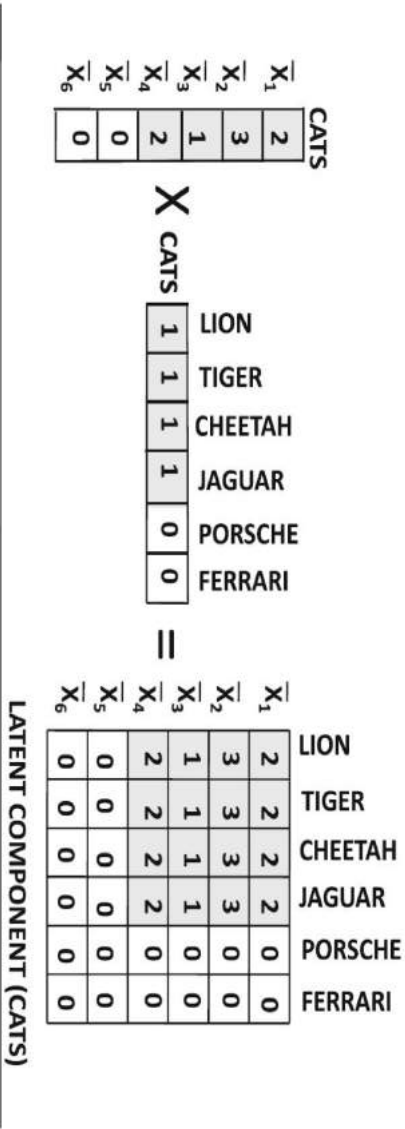 CATS
X̄₁ 2
X̄₂ 3
X̄₃ 1
X̄₄ 2
X̄₅ 0
X̄₆ 0
X
LION TIGER CHEETAH JAGUAR PORSCHE FERRARI
CATS 1 1 1 1 0 0
=
LION TIGER CHEETAH JAGUAR PORSCHE FERRARI
X̄₁ 2 2 2 2 0 0
X̄₂ 3 3 3 3 0 0
X̄₃ 1 1 1 1 0 0
X̄₄ 2 2 2 2 0 0
X̄₅ 0 0 0 0 0 0
X̄₆ 0 0 0 0 0 0
LATENT COMPONENT (CATS)